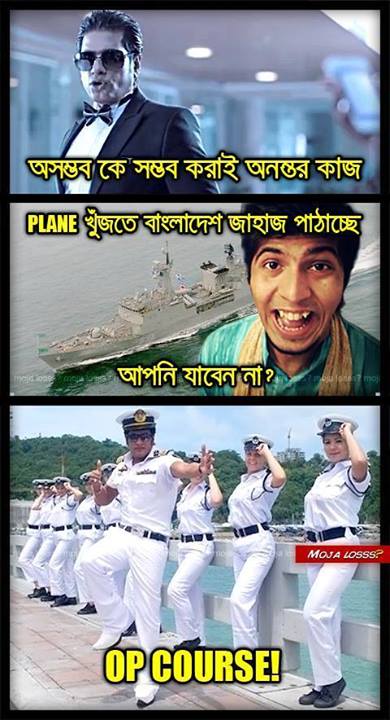 অসম্ভব কে সম্ভব করাই অনন্তর কাজ
PLANE খুঁজতে বাংলাদেশ জাহাজ পাঠাচ্ছে
আপনি যাবেন না?
MOJA LOSSS?
OP COURSE!